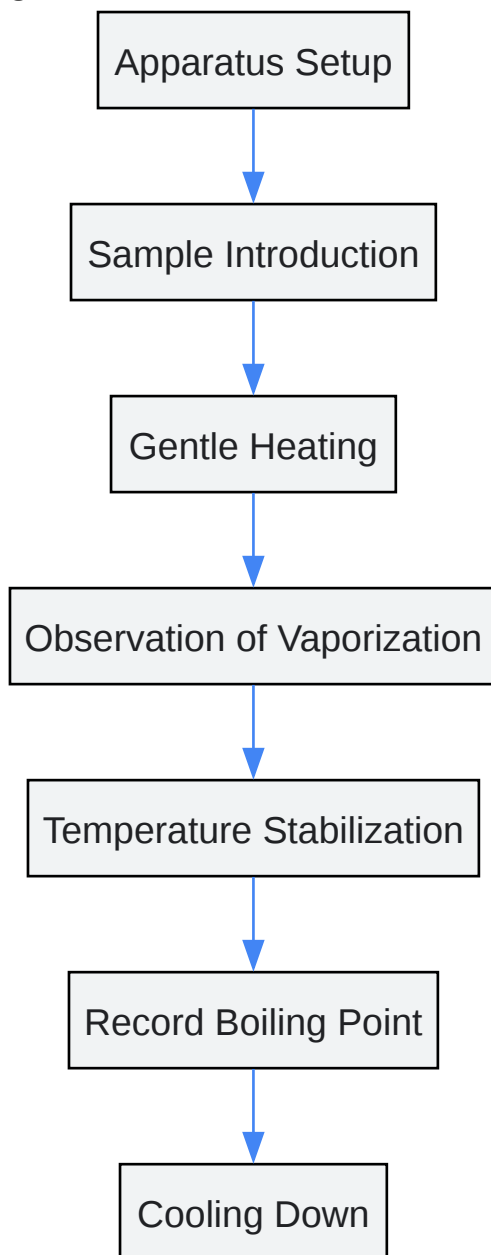 Apparatus Setup
Sample Introduction
Gentle Heating
Observation of Vaporization
Temperature Stabilization
Record Boiling Point
Cooling Down